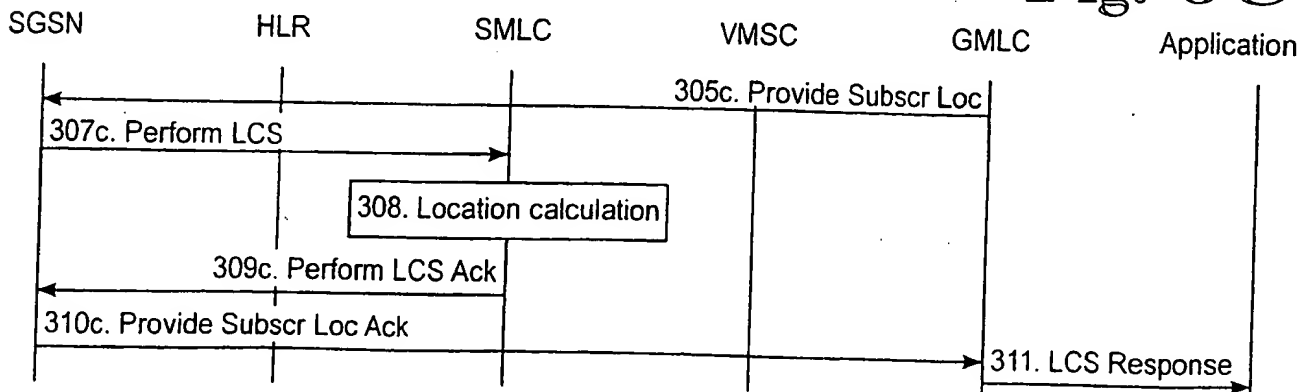 SGSN HLR SMLC VMSC GMLC Application
305c. Provide Subscr Loc
307c. Perform LCS
308. Location calculation
309c. Perform LCS Ack
310c. Provide Subscr Loc Ack
311. LCS Response